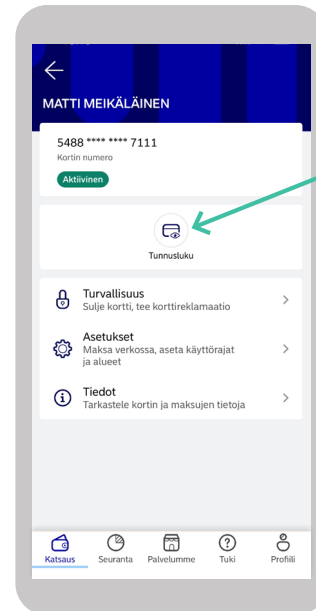 MATTI MEIKÄLÄINEN
5488 **** **** 7111
Kortin numero
Aktiivinen
Tunnusluku
Turvallisuus
Sulje kortti, tee korttireklamaatio
Asetukset
Maksa verkossa, aseta käyttörajat
ja alueet
Tiedot
Tarkastele kortin ja maksujen tietoja
Katsaus Seuranta Palvelumme Tuki Profiili